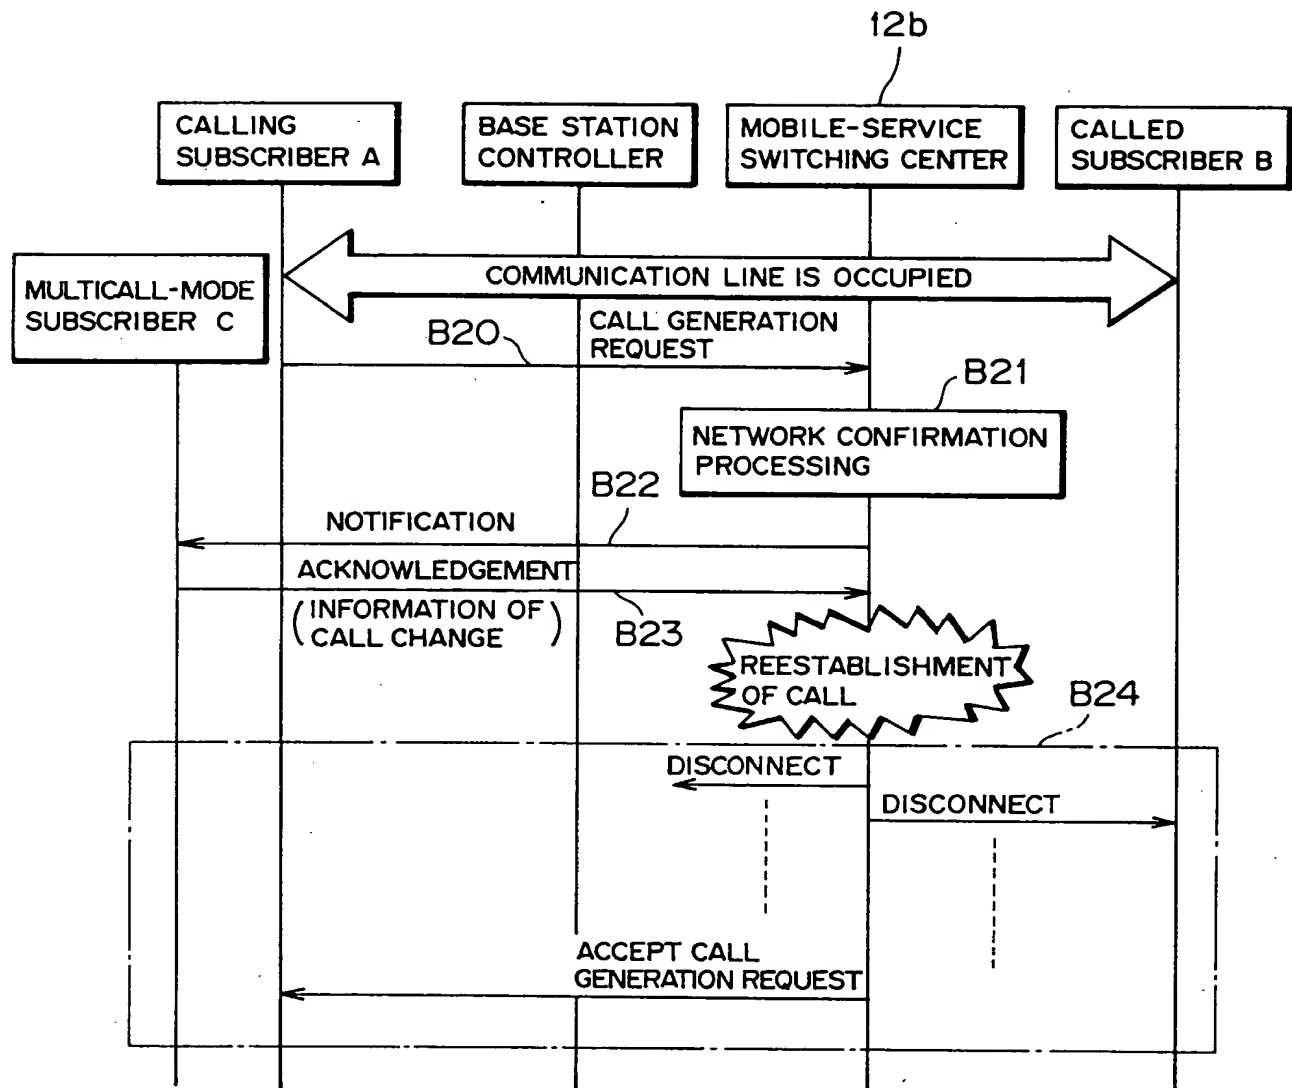 12b
CALLING
SUBSCRIBER A
BASE STATION
CONTROLLER
MOBILE-SERVICE
SWITCHING CENTER
CALLED
SUBSCRIBER B
MULTICALL-MODE
SUBSCRIBER C
COMMUNICATION LINE IS OCCUPIED
B20
CALL GENERATION
REQUEST
B21
NETWORK CONFIRMATION
PROCESSING
B22
NOTIFICATION
ACKNOWLEDGEMENT
(INFORMATION OF
CALL CHANGE)
B23
REESTABLISHMENT
OF CALL
B24
DISCONNECT
DISCONNECT
ACCEPT CALL
GENERATION REQUEST